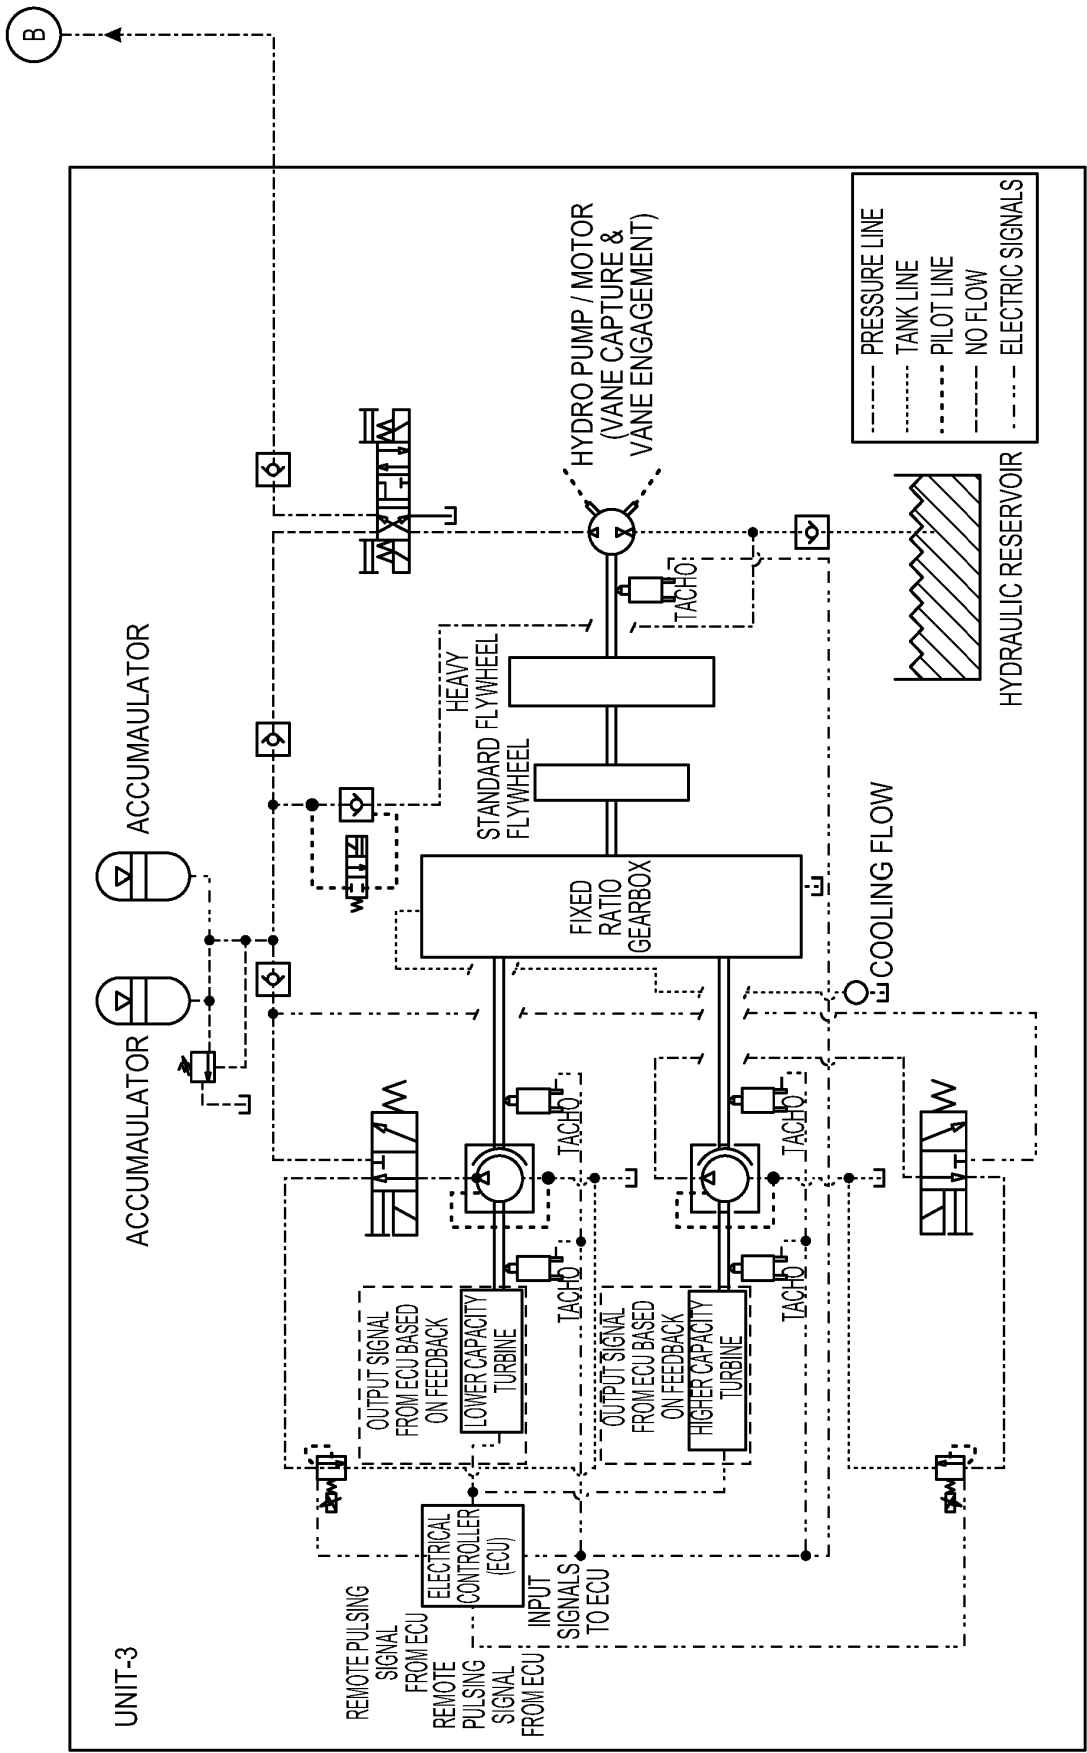 UNIT-3
REMOTE PULSING
SIGNAL
FROM ECU
REMOTE
PULSING
SIGNAL
FROM ECU
ELECTRICAL
CONTROLLER
(ECU)
INPUT
SIGNALS
TO ECU
OUTPUT SIGNAL
FROM ECU BASED
ON FEEDBACK
LOWER CAPACITY
TURBINE
OUTPUT SIGNAL
FROM ECU BASED
ON FEEDBACK
HIGHER CAPACITY
TURBINE
TACHO
TACHO
TACHO
TACHO
ACCUMAULATOR
ACCUMAULATOR
FIXED
RATIO
GEARBOX
COOLING FLOW
STANDARD
FLYWHEEL
HEAVY
FLYWHEEL
TACHO
HYDRO PUMP / MOTOR
(VANE CAPTURE &
VANE ENGAGEMENT)
HYDRAULIC RESERVOIR
PRESSURE LINE
TANK LINE
PILOT LINE
NO FLOW
ELECTRIC SIGNALS
B